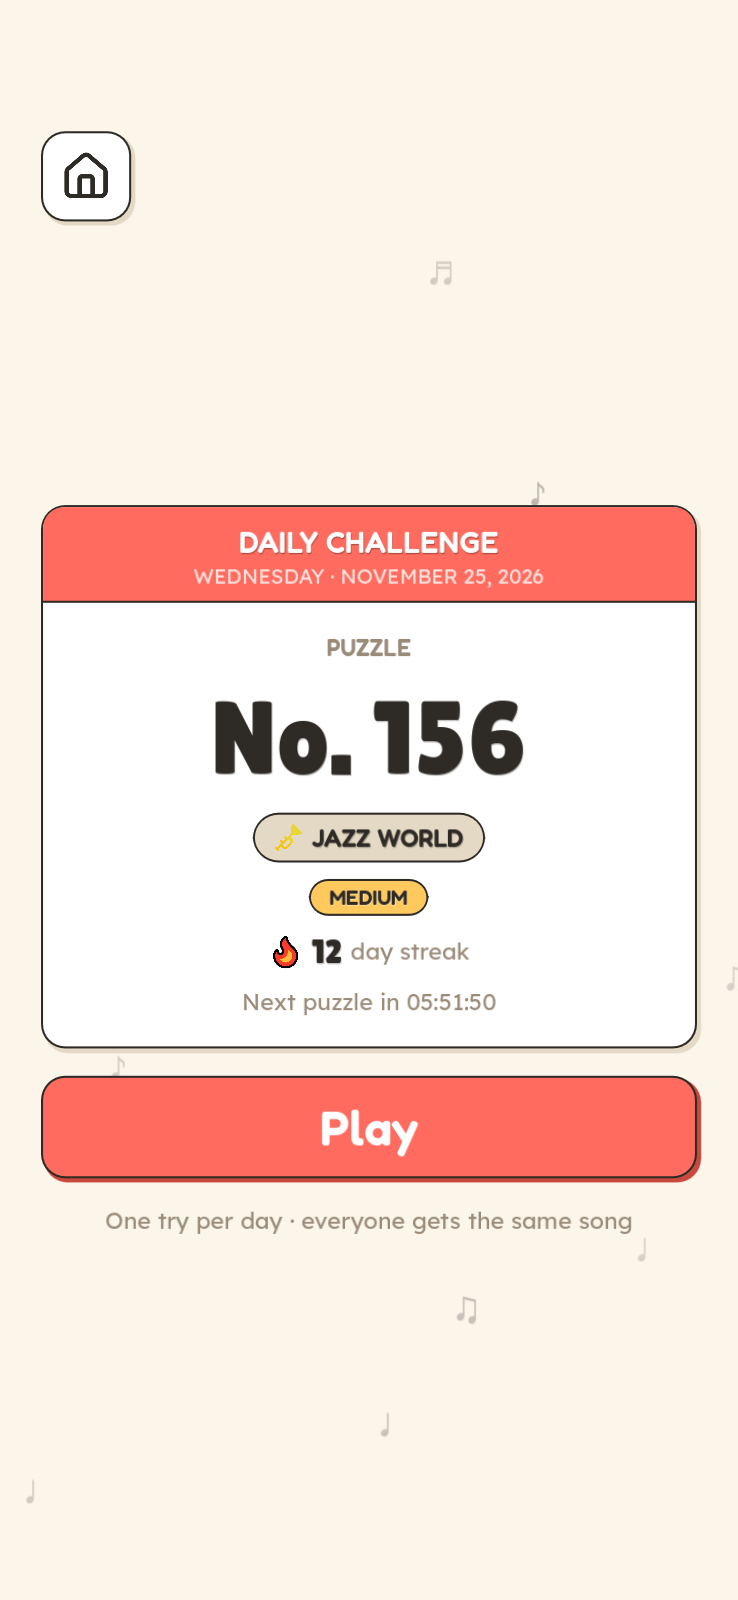 DAILY CHALLENGE
WEDNESDAY · NOVEMBER 25, 2026
PUZZLE
No. 156
JAZZ WORLD
MEDIUM
12 day streak
Next puzzle in 05:51:50
Play
One try per day · everyone gets the same song